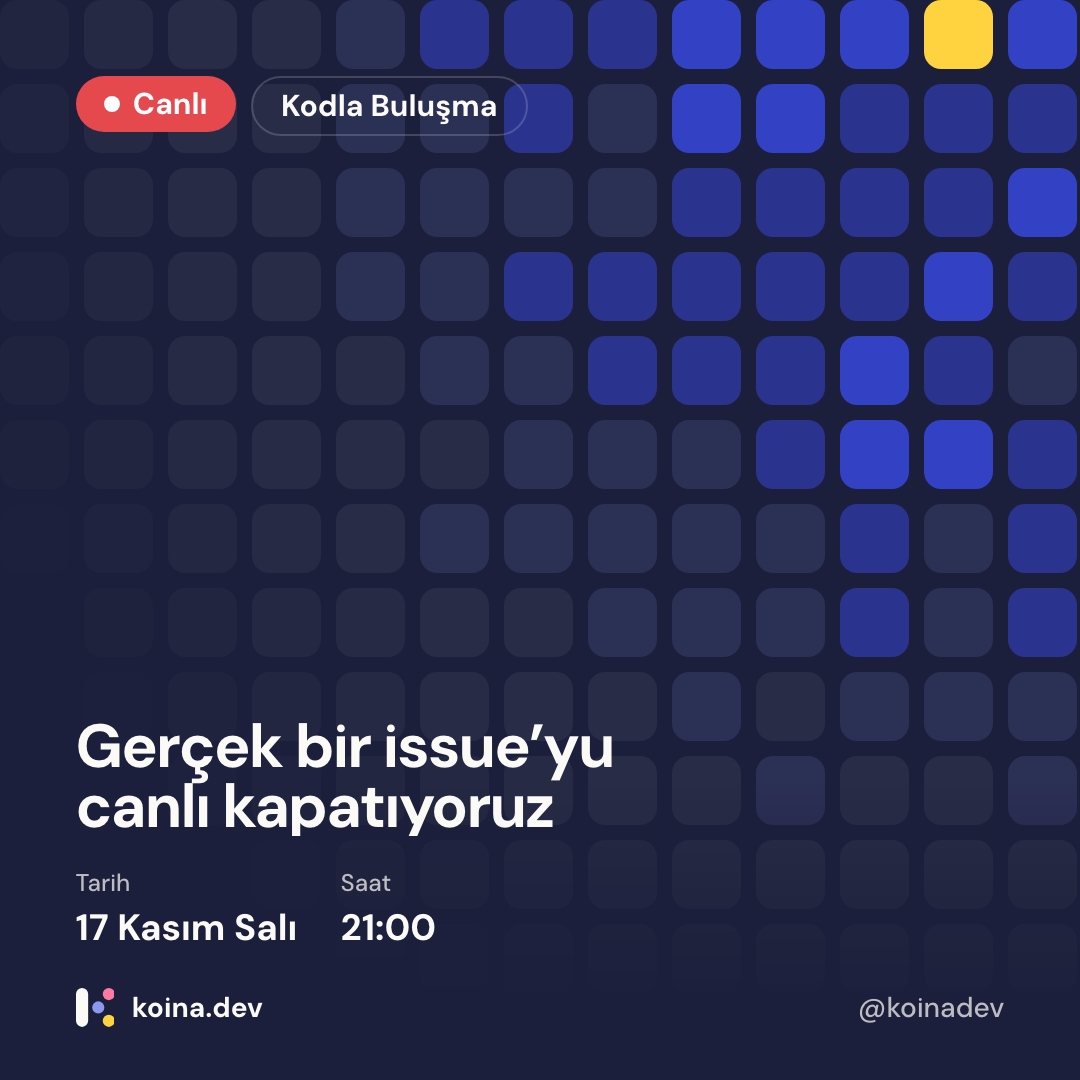 Canlı
Kodla Buluşma
Gerçek bir issue’yu
canlı kapatıyoruz
Tarih
Saat
17 Kasım Salı
21:00
koina.dev
@koinadev